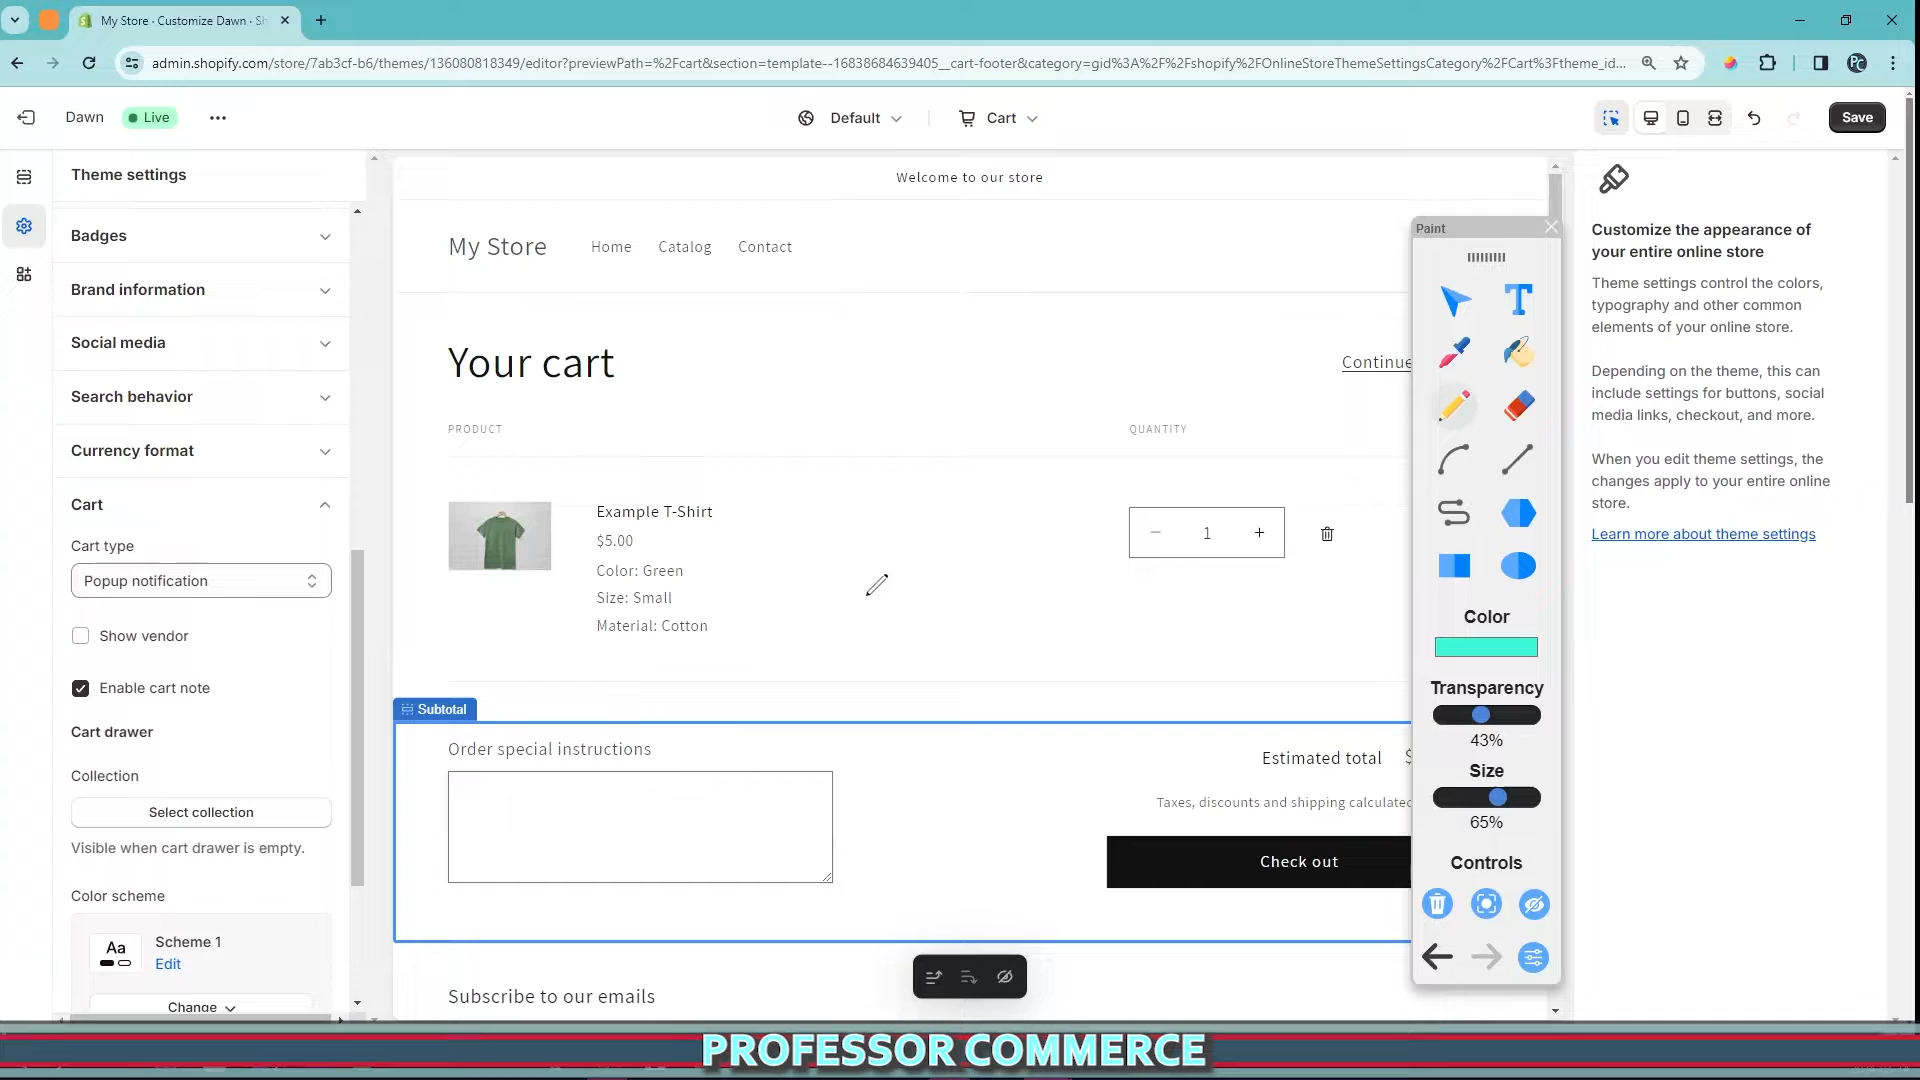 My Store · Customize Dawn · Sh
admin.shopify.com/store/7ab3cf-b6/themes/136080818349/editor?previewPath=%2Fcart&section=template--16838684639405__cart-footer&category=gid%3A%2F%2Fshopify%2FOnlineStoreThemeSettingsCategory%2FCart%3Ftheme_id...
PC
Dawn
Live
Default
Cart
Save
Theme settings
Badges
Brand information
Social media
Search behavior
Currency format
Cart
Cart type
Popup notification
Show vendor
Enable cart note
Cart drawer
Collection
Select collection
Visible when cart drawer is empty.
Color scheme
Aa
Scheme 1
Edit
Change
Welcome to our store
My Store
Home
Catalog
Contact
Your cart
Continue
PRODUCT
QUANTITY
Example T-Shirt
$5.00
Color: Green
Size: Small
Material: Cotton
1
Subtotal
Order special instructions
Estimated total
$
Taxes, discounts and shipping calculated
Check out
Subscribe to our emails
Paint
T
Color
Transparency
43%
Size
65%
Controls
Customize the appearance of
your entire online store
Theme settings control the colors,
typography and other common
elements of your online store.
Depending on the theme, this can
include settings for buttons, social
media links, checkout, and more.
When you edit theme settings, the
changes apply to your entire online
store.
Learn more about theme settings
PROFESSOR COMMERCE